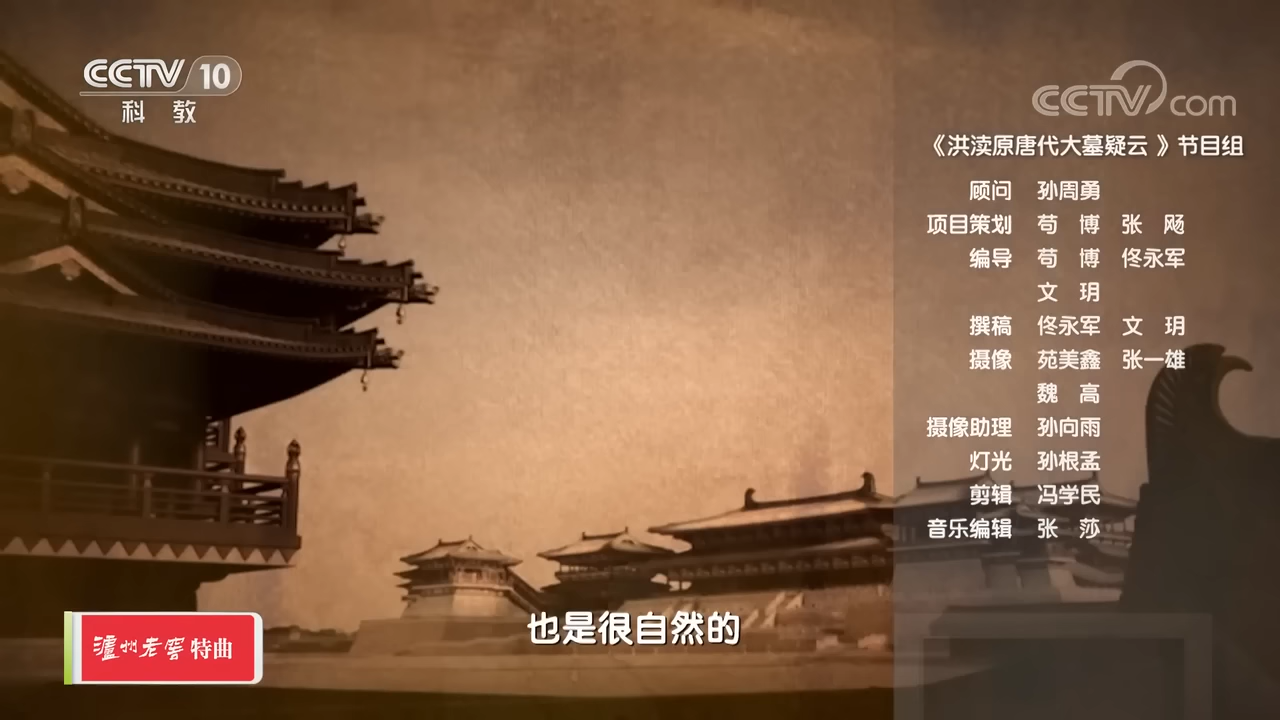 CCTV 10
科 教
CCTV.com
《洪渎原唐代大墓疑云 》节目组
顾问 孙周勇
项目策划 苟 博 张 飏
编导 苟 博 佟永军
文 玥
撰稿 佟永军 文 玥
摄像 苑美鑫 张一雄
魏 高
摄像助理 孙向雨
灯光 孙根孟
剪辑 冯学民
音乐编辑 张 莎
也是很自然的
泸州老窖特曲